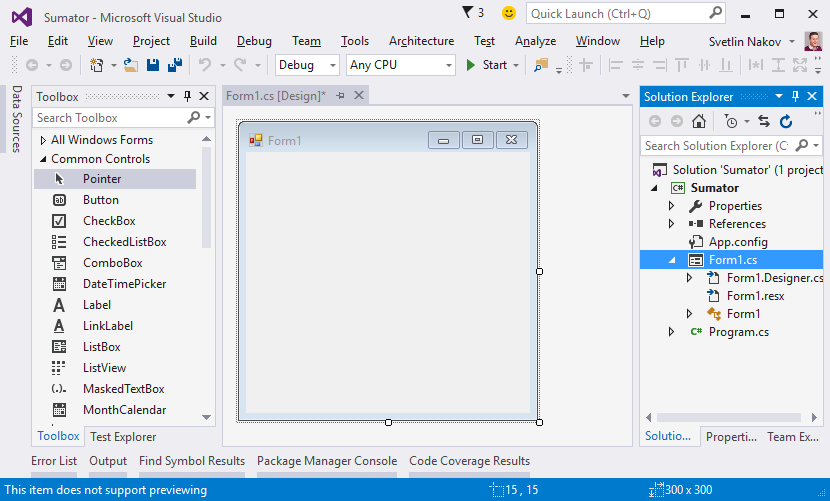 Sumator - Microsoft Visual Studio
3
Quick Launch (Ctrl+Q)
File Edit View Project Build Debug Team Tools Architecture Test Analyze Window Help Svetlin Nakov
Debug Any CPU Start
Data Sources
Toolbox
Search Toolbox
All Windows Forms
Common Controls
Pointer
Button
CheckBox
CheckedListBox
ComboBox
DateTimePicker
Label
LinkLabel
ListBox
ListView
MaskedTextBox
MonthCalendar
Toolbox Test Explorer
Form1.cs [Design]*
Form1
Solution Explorer
Search Solution Explorer (C
Solution 'Sumator' (1 project
Sumator
Properties
References
App.config
Form1.cs
Form1.Designer.cs
Form1.resx
Form1
Program.cs
Solutio... Properti... Team Ex...
Error List Output Find Symbol Results Package Manager Console Code Coverage Results
This item does not support previewing 15 , 15 300 x 300